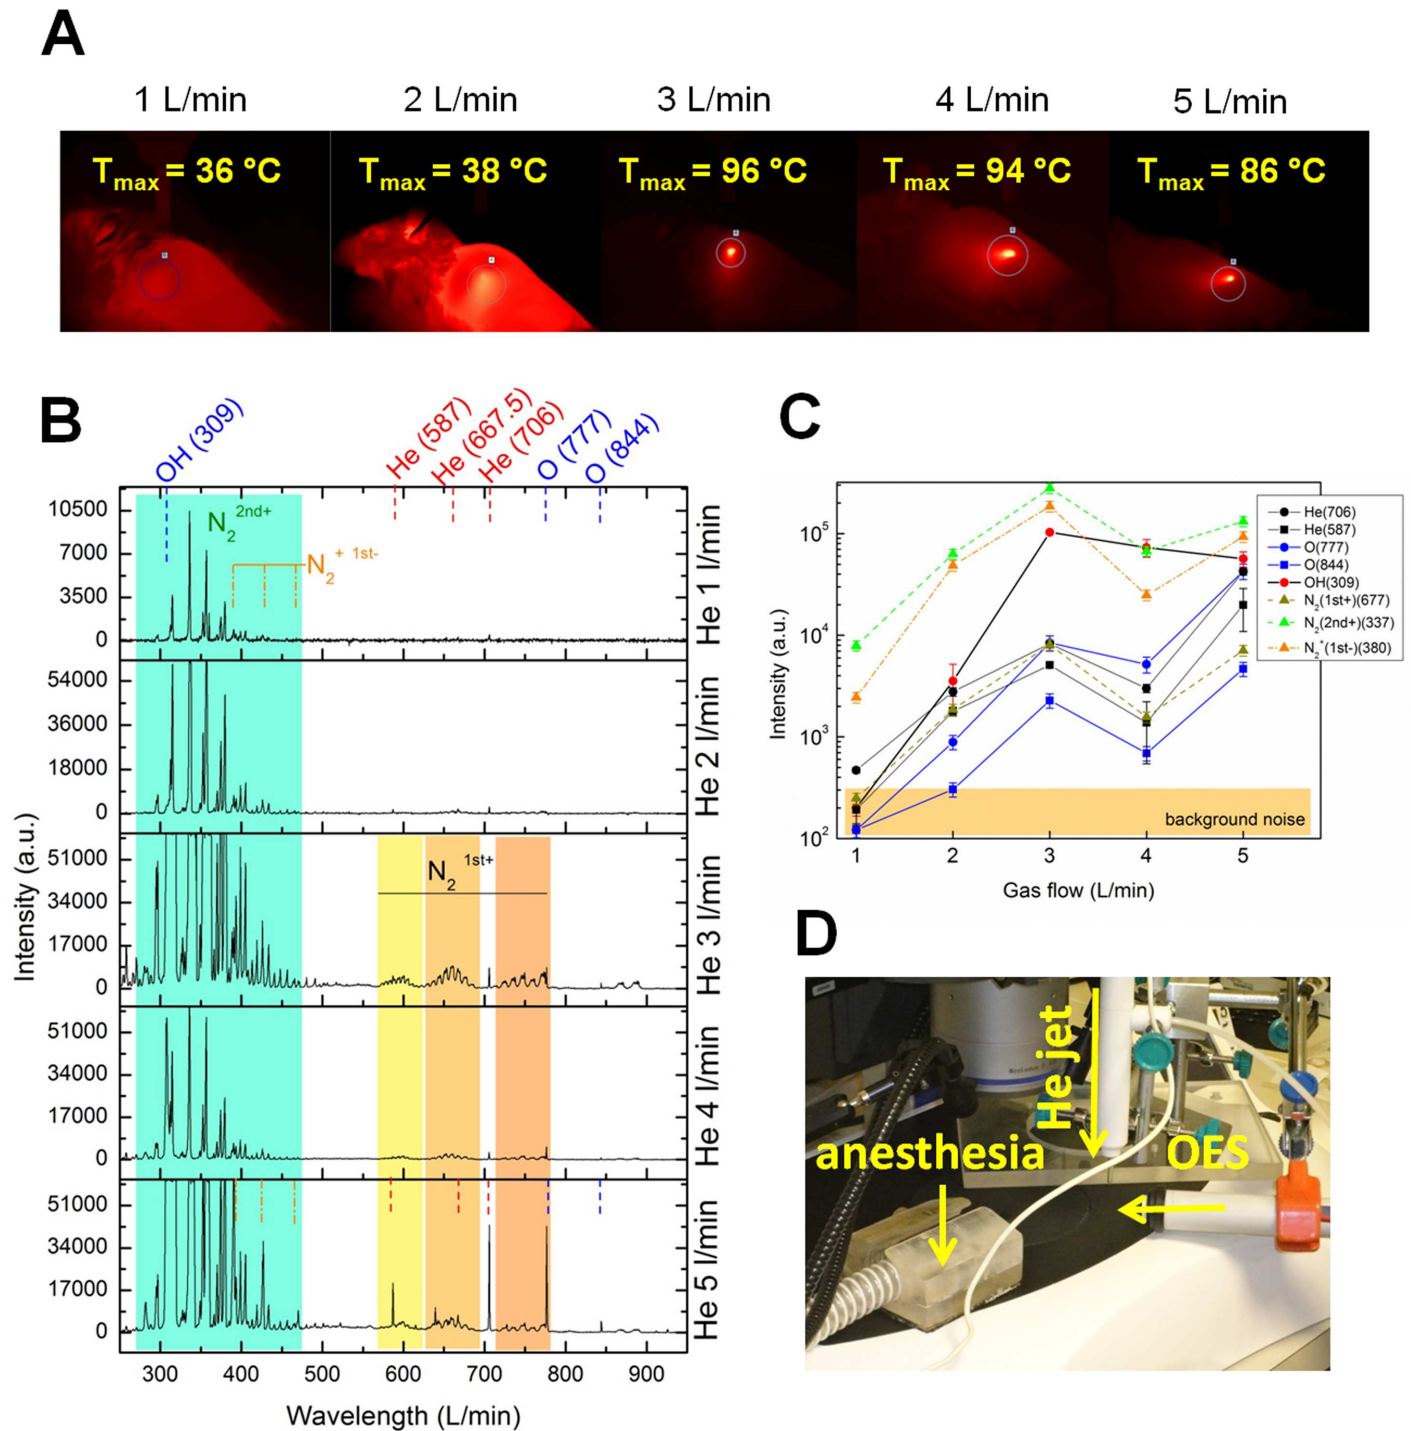 A
1 L/min 2 L/min 3 L/min 4 L/min 5 L/min
Tmax = 36 °C Tmax = 38 °C Tmax = 96 °C Tmax = 94 °C Tmax = 86 °C
B
OH (309) He (587) He (667.5) He (706) O (777) O (844)
Intensity (a.u.)
10500
7000
3500
0
N2 2nd+
N2 + 1st-
He 1 l/min
54000
36000
18000
0
He 2 l/min
51000
34000
17000
0
N2 1st+
He 3 l/min
51000
34000
17000
0
He 4 l/min
51000
34000
17000
0
He 5 l/min
300 400 500 600 700 800 900
Wavelength (L/min)
C
Intensity (a.u.)
10^5
10^4
10^3
10^2
He(706)
He(587)
O(777)
O(844)
OH(309)
N2(1st+)(677)
N2(2nd+)(337)
N2+(1st-)(380)
background noise
1 2 3 4 5
Gas flow (L/min)
D
He jet
anesthesia
OES